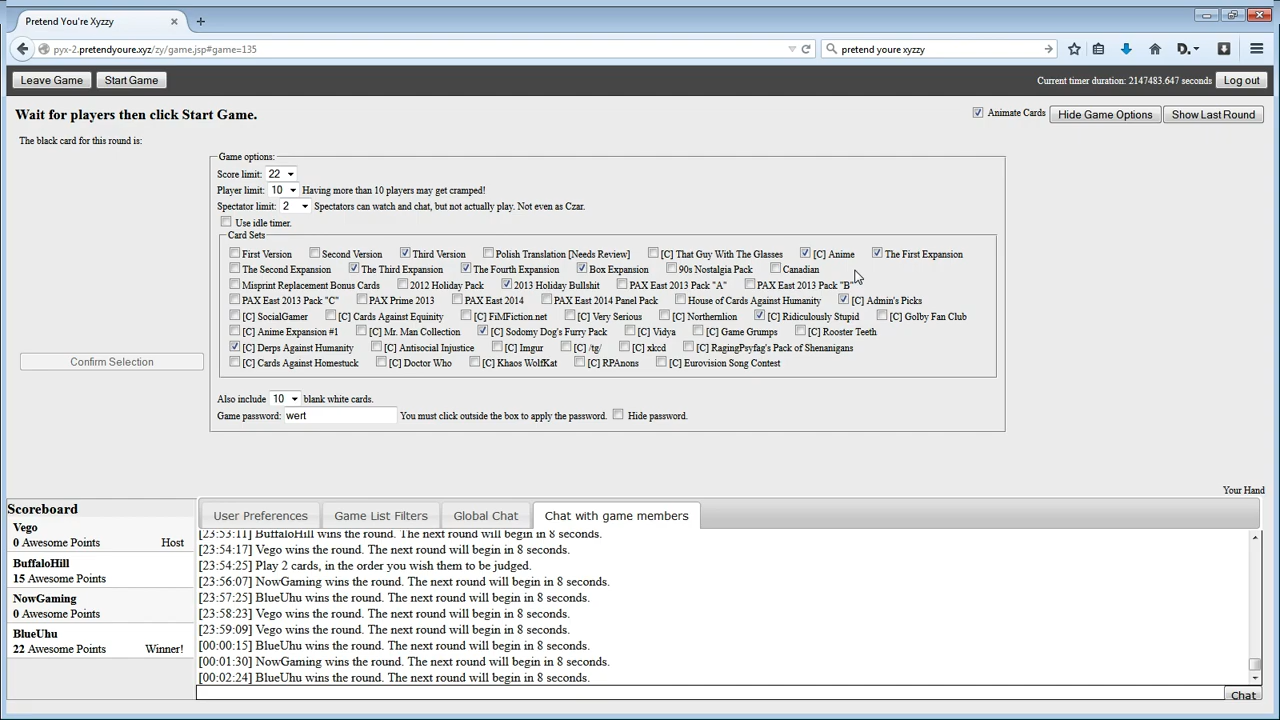 Pretend You're Xyzzy
pyx-2.pretendyoure.xyz/zy/game.jsp#game=135
pretend youre xyzzy
D.
Leave Game
Start Game
Current timer duration: 2147483.647 seconds
Log out
Wait for players then click Start Game.
Animate Cards
Hide Game Options
Show Last Round
The black card for this round is:
Game options:
Score limit: 22
Player limit: 10 Having more than 10 players may get cramped!
Spectator limit: 2 Spectators can watch and chat, but not actually play. Not even as Czar.
Use idle timer.
Card Sets
First Version Second Version Third Version Polish Translation [Needs Review] [C] That Guy With The Glasses [C] Anime The First Expansion
The Second Expansion The Third Expansion The Fourth Expansion Box Expansion 90s Nostalgia Pack Canadian
Misprint Replacement Bonus Cards 2012 Holiday Pack 2013 Holiday Bullshit PAX East 2013 Pack "A" PAX East 2013 Pack "B"
PAX East 2013 Pack "C" PAX Prime 2013 PAX East 2014 PAX East 2014 Panel Pack House of Cards Against Humanity [C] Admin's Picks
[C] SocialGamer [C] Cards Against Equinity [C] FiMFiction.net [C] Very Serious [C] Northernlion [C] Ridiculously Stupid [C] Golby Fan Club
[C] Anime Expansion #1 [C] Mr. Man Collection [C] Sodomy Dog's Furry Pack [C] Vidya [C] Game Grumps [C] Rooster Teeth
[C] Derps Against Humanity [C] Antisocial Injustice [C] Imgur [C] /tg/ [C] xkcd [C] RagingPsyfag's Pack of Shenanigans
[C] Cards Against Homestuck [C] Doctor Who [C] Khaos WolfKat [C] RPAnons [C] Eurovision Song Contest
Confirm Selection
Also include 10 blank white cards.
Game password: wert You must click outside the box to apply the password. Hide password.
Your Hand
Scoreboard
Vego
0 Awesome Points Host
BuffaloHill
15 Awesome Points
NowGaming
0 Awesome Points
BlueUhu
22 Awesome Points Winner!
User Preferences
Game List Filters
Global Chat
Chat with game members
[23:53:11] BuffaloHill wins the round. The next round will begin in 8 seconds.
[23:54:17] Vego wins the round. The next round will begin in 8 seconds.
[23:54:25] Play 2 cards, in the order you wish them to be judged.
[23:56:07] NowGaming wins the round. The next round will begin in 8 seconds.
[23:57:25] BlueUhu wins the round. The next round will begin in 8 seconds.
[23:58:23] Vego wins the round. The next round will begin in 8 seconds.
[23:59:09] Vego wins the round. The next round will begin in 8 seconds.
[00:00:15] BlueUhu wins the round. The next round will begin in 8 seconds.
[00:01:30] NowGaming wins the round. The next round will begin in 8 seconds.
[00:02:24] BlueUhu wins the round. The next round will begin in 8 seconds.
Chat